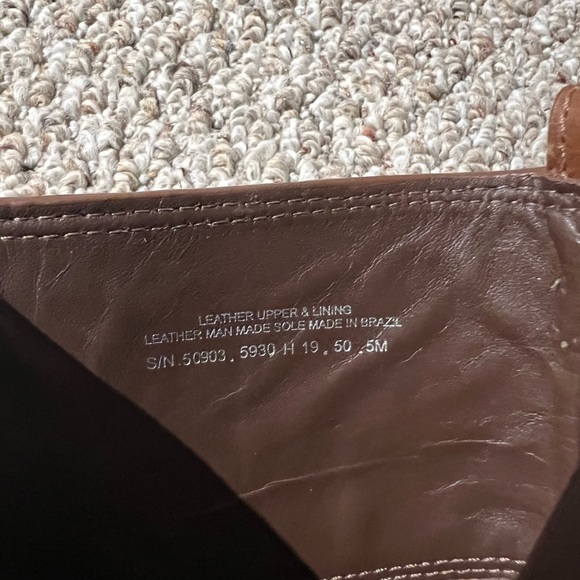 LEATHER UPPER & LINING
LEATHER, MAN MADE SOLE MADE IN BRAZIL
S/N.50903.5930 H 19.50.5M